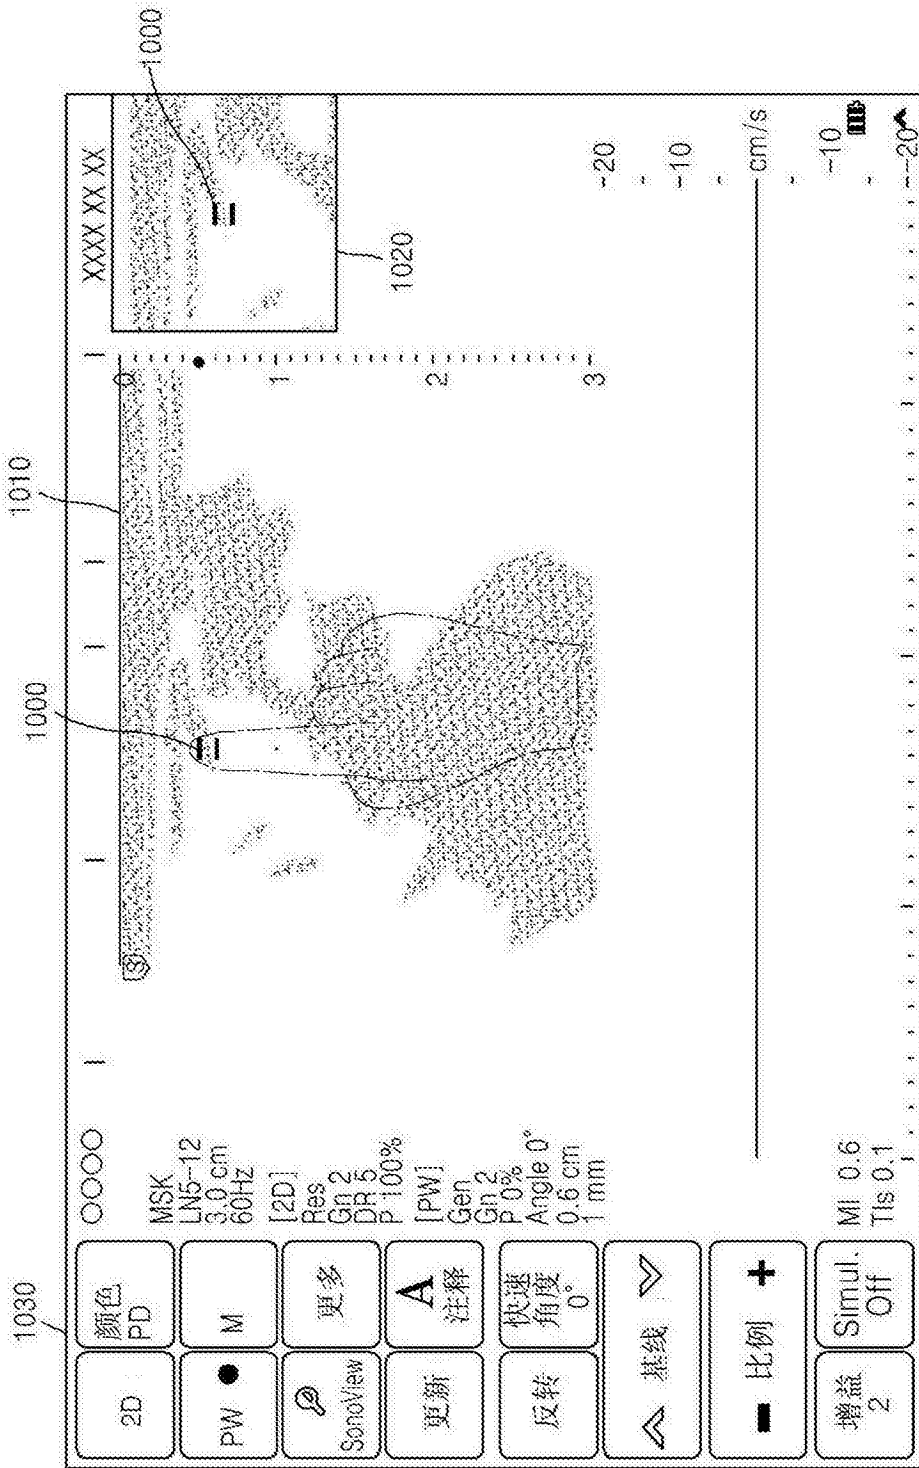 1030
1000
1010
1000
1020
○○○○
XXXX XX XX
2D
颜色
PD
PW ●
M
SonoView
更多
更新
A
注释
反转
快速
角度
0°
基线
− 比例 +
增益
2
Simul.
Off
MSK
LN5-12
3.0 cm
60Hz
[2D]
Res
Gn 2
DR 5
P 100%
[PW]
Gen
Gn 2
P 0%
Angle 0°
0.6 cm
1 mm
MI 0.6
TIs 0.1
S
0
1
2
3
-20
-10
cm/s
-10
-20